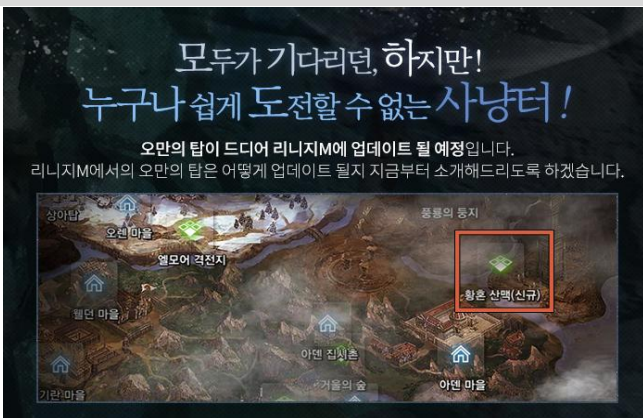 모두가 기다리던, 하지만!
누구나 쉽게 도전할 수 없는 사냥터!
오만의 탑이 드디어 리니지M에 업데이트 될 예정입니다.
리니지M에서의 오만의 탑은 어떻게 업데이트 될지 지금부터 소개해드리도록 하겠습니다.
상아탑
오렌 마을
풍룡의 둥지
엘모어 격전지
황혼 산맥(신규)
웰던 마을
아덴 집시촌
거울의 숲
아덴 마을
기란 마을